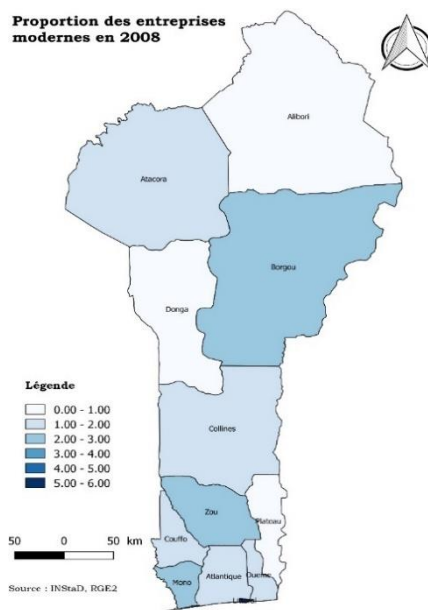 Proportion des entreprises
modernes en 2008
Alibori
Atacora
Borgou
Donga
Légende
0.00 - 1.00
1.00 - 2.00
2.00 - 3.00
3.00 - 4.00
4.00 - 5.00
5.00 - 6.00
Collines
Zou
Plateau
Couffo
50 0 50 km
Mono
Atlantique
Source : INStaD, RGE2